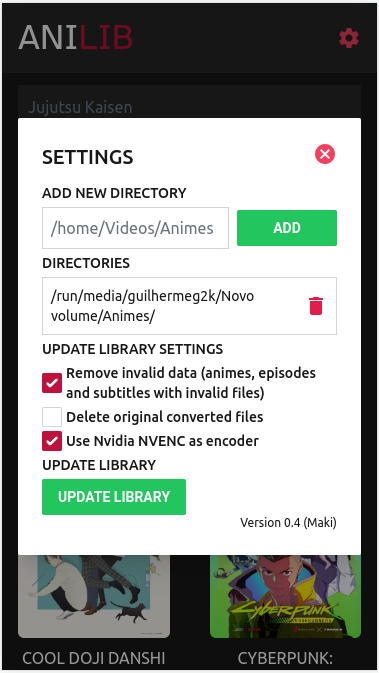 ANILIB
Jujutsu Kaisen
SETTINGS
ADD NEW DIRECTORY
/home/Videos/Animes
ADD
DIRECTORIES
/run/media/guilhermeg2k/Novo
volume/Animes/
UPDATE LIBRARY SETTINGS
Remove invalid data (animes, episodes
and subtitles with invalid files)
Delete original converted files
Use Nvidia NVENC as encoder
UPDATE LIBRARY
UPDATE LIBRARY
Version 0.4 (Maki)
CYBERPUNK
COOL DOJI DANSHI
CYBERPUNK: